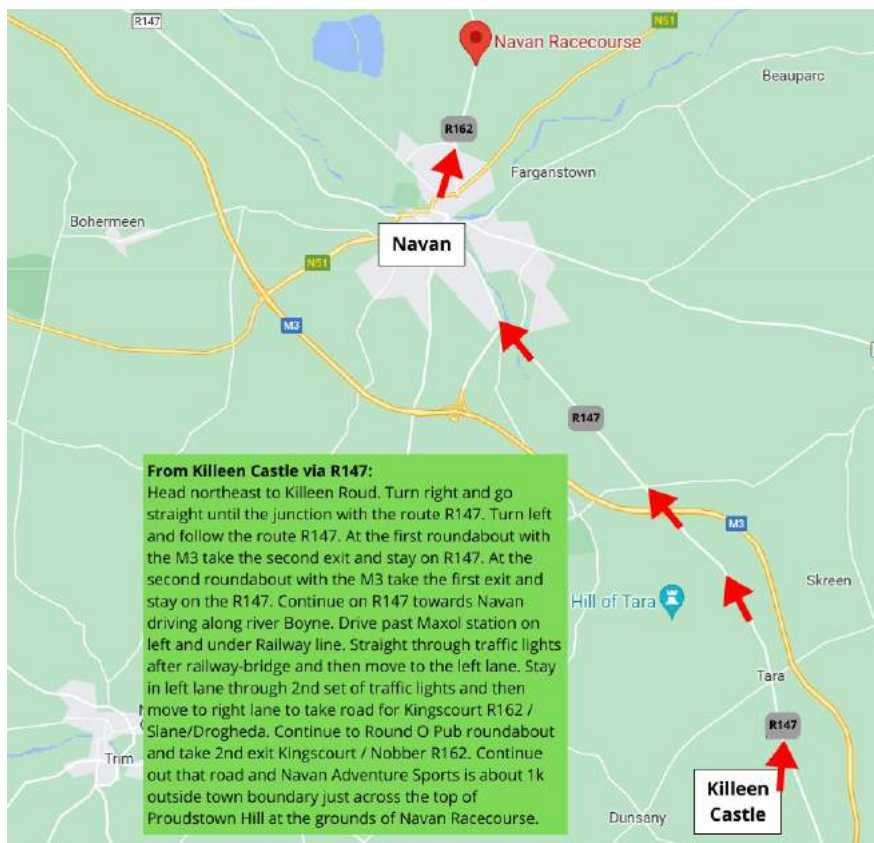 R147
N51
Navan Racecourse
Beauparc
R162
Farganstown
Bohermeen
Navan
N51
M3
R147
From Killeen Castle via R147:
Head northeast to Killeen Roud. Turn right and go
straight until the junction with the route R147. Turn left
and follow the route R147. At the first roundabout with
the M3 take the second exit and stay on R147. At the
second roundabout with the M3 take the first exit and
stay on the R147. Continue on R147 towards Navan
driving along river Boyne. Drive past Maxol station on
left and under Railway line. Straight through traffic lights
after railway-bridge and then move to the left lane. Stay
in left lane through 2nd set of traffic lights and then
move to right lane to take road for Kingscourt R162 /
Slane/Drogheda. Continue to Round O Pub roundabout
and take 2nd exit Kingscourt / Nobber R162. Continue
out that road and Navan Adventure Sports is about 1k
outside town boundary just across the top of
Proudstown Hill at the grounds of Navan Racecourse.
M3
Skreen
Hill of Tara
Tara
R147
Trim
Killeen
Castle
Dunsany